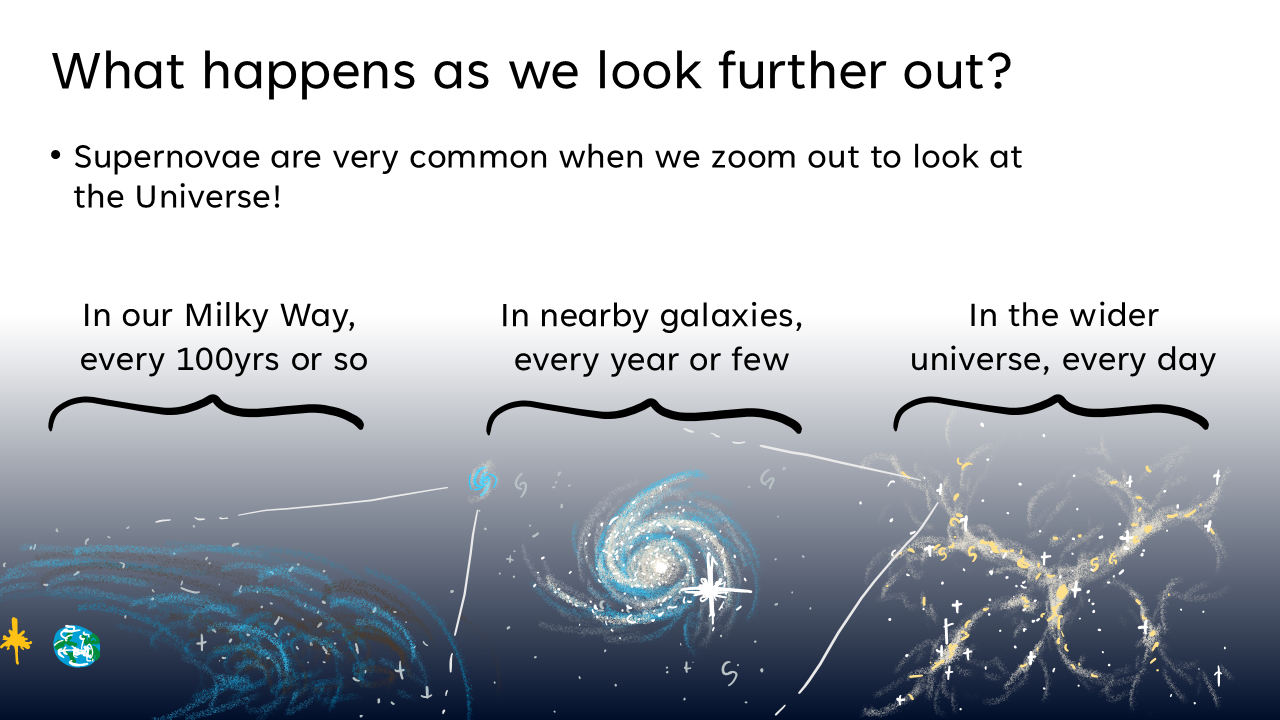 What happens as we look further out?
• Supernovae are very common when we zoom out to look at
the Universe!
In our Milky Way,
every 100yrs or so
In nearby galaxies,
every year or few
In the wider
universe, every day